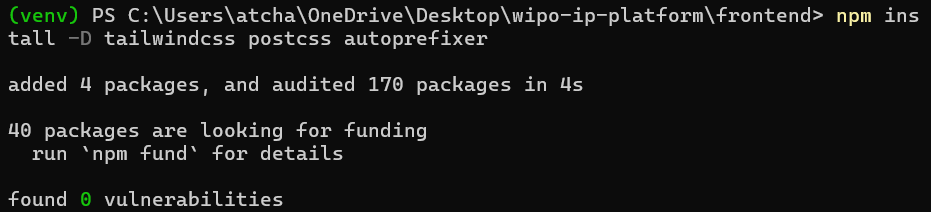 (venv) PS C:\Users\atcha\OneDrive\Desktop\wipo-ip-platform\frontend> npm ins
tall -D tailwindcss postcss autoprefixer
added 4 packages, and audited 170 packages in 4s
40 packages are looking for funding
  run `npm fund` for details
found 0 vulnerabilities